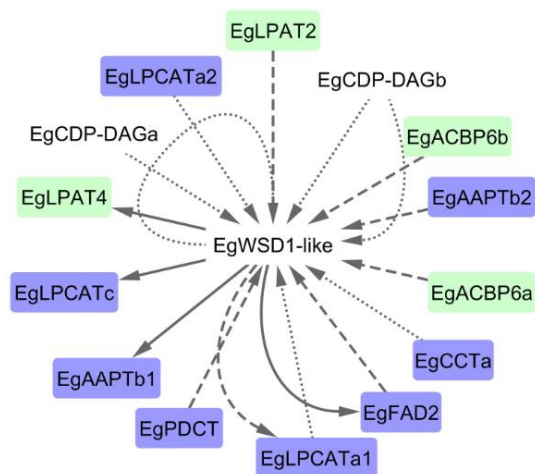 EgLPAT2
EgLPCATa2
EgCDP-DAGb
EgCDP-DAGa
EgACBP6b
EgLPAT4
EgAAPTb2
EgWSD1-like
EgLPCATc
EgACBP6a
EgCCTa
EgAAPTb1
EgPDCT
EgFAD2
EgLPCATa1